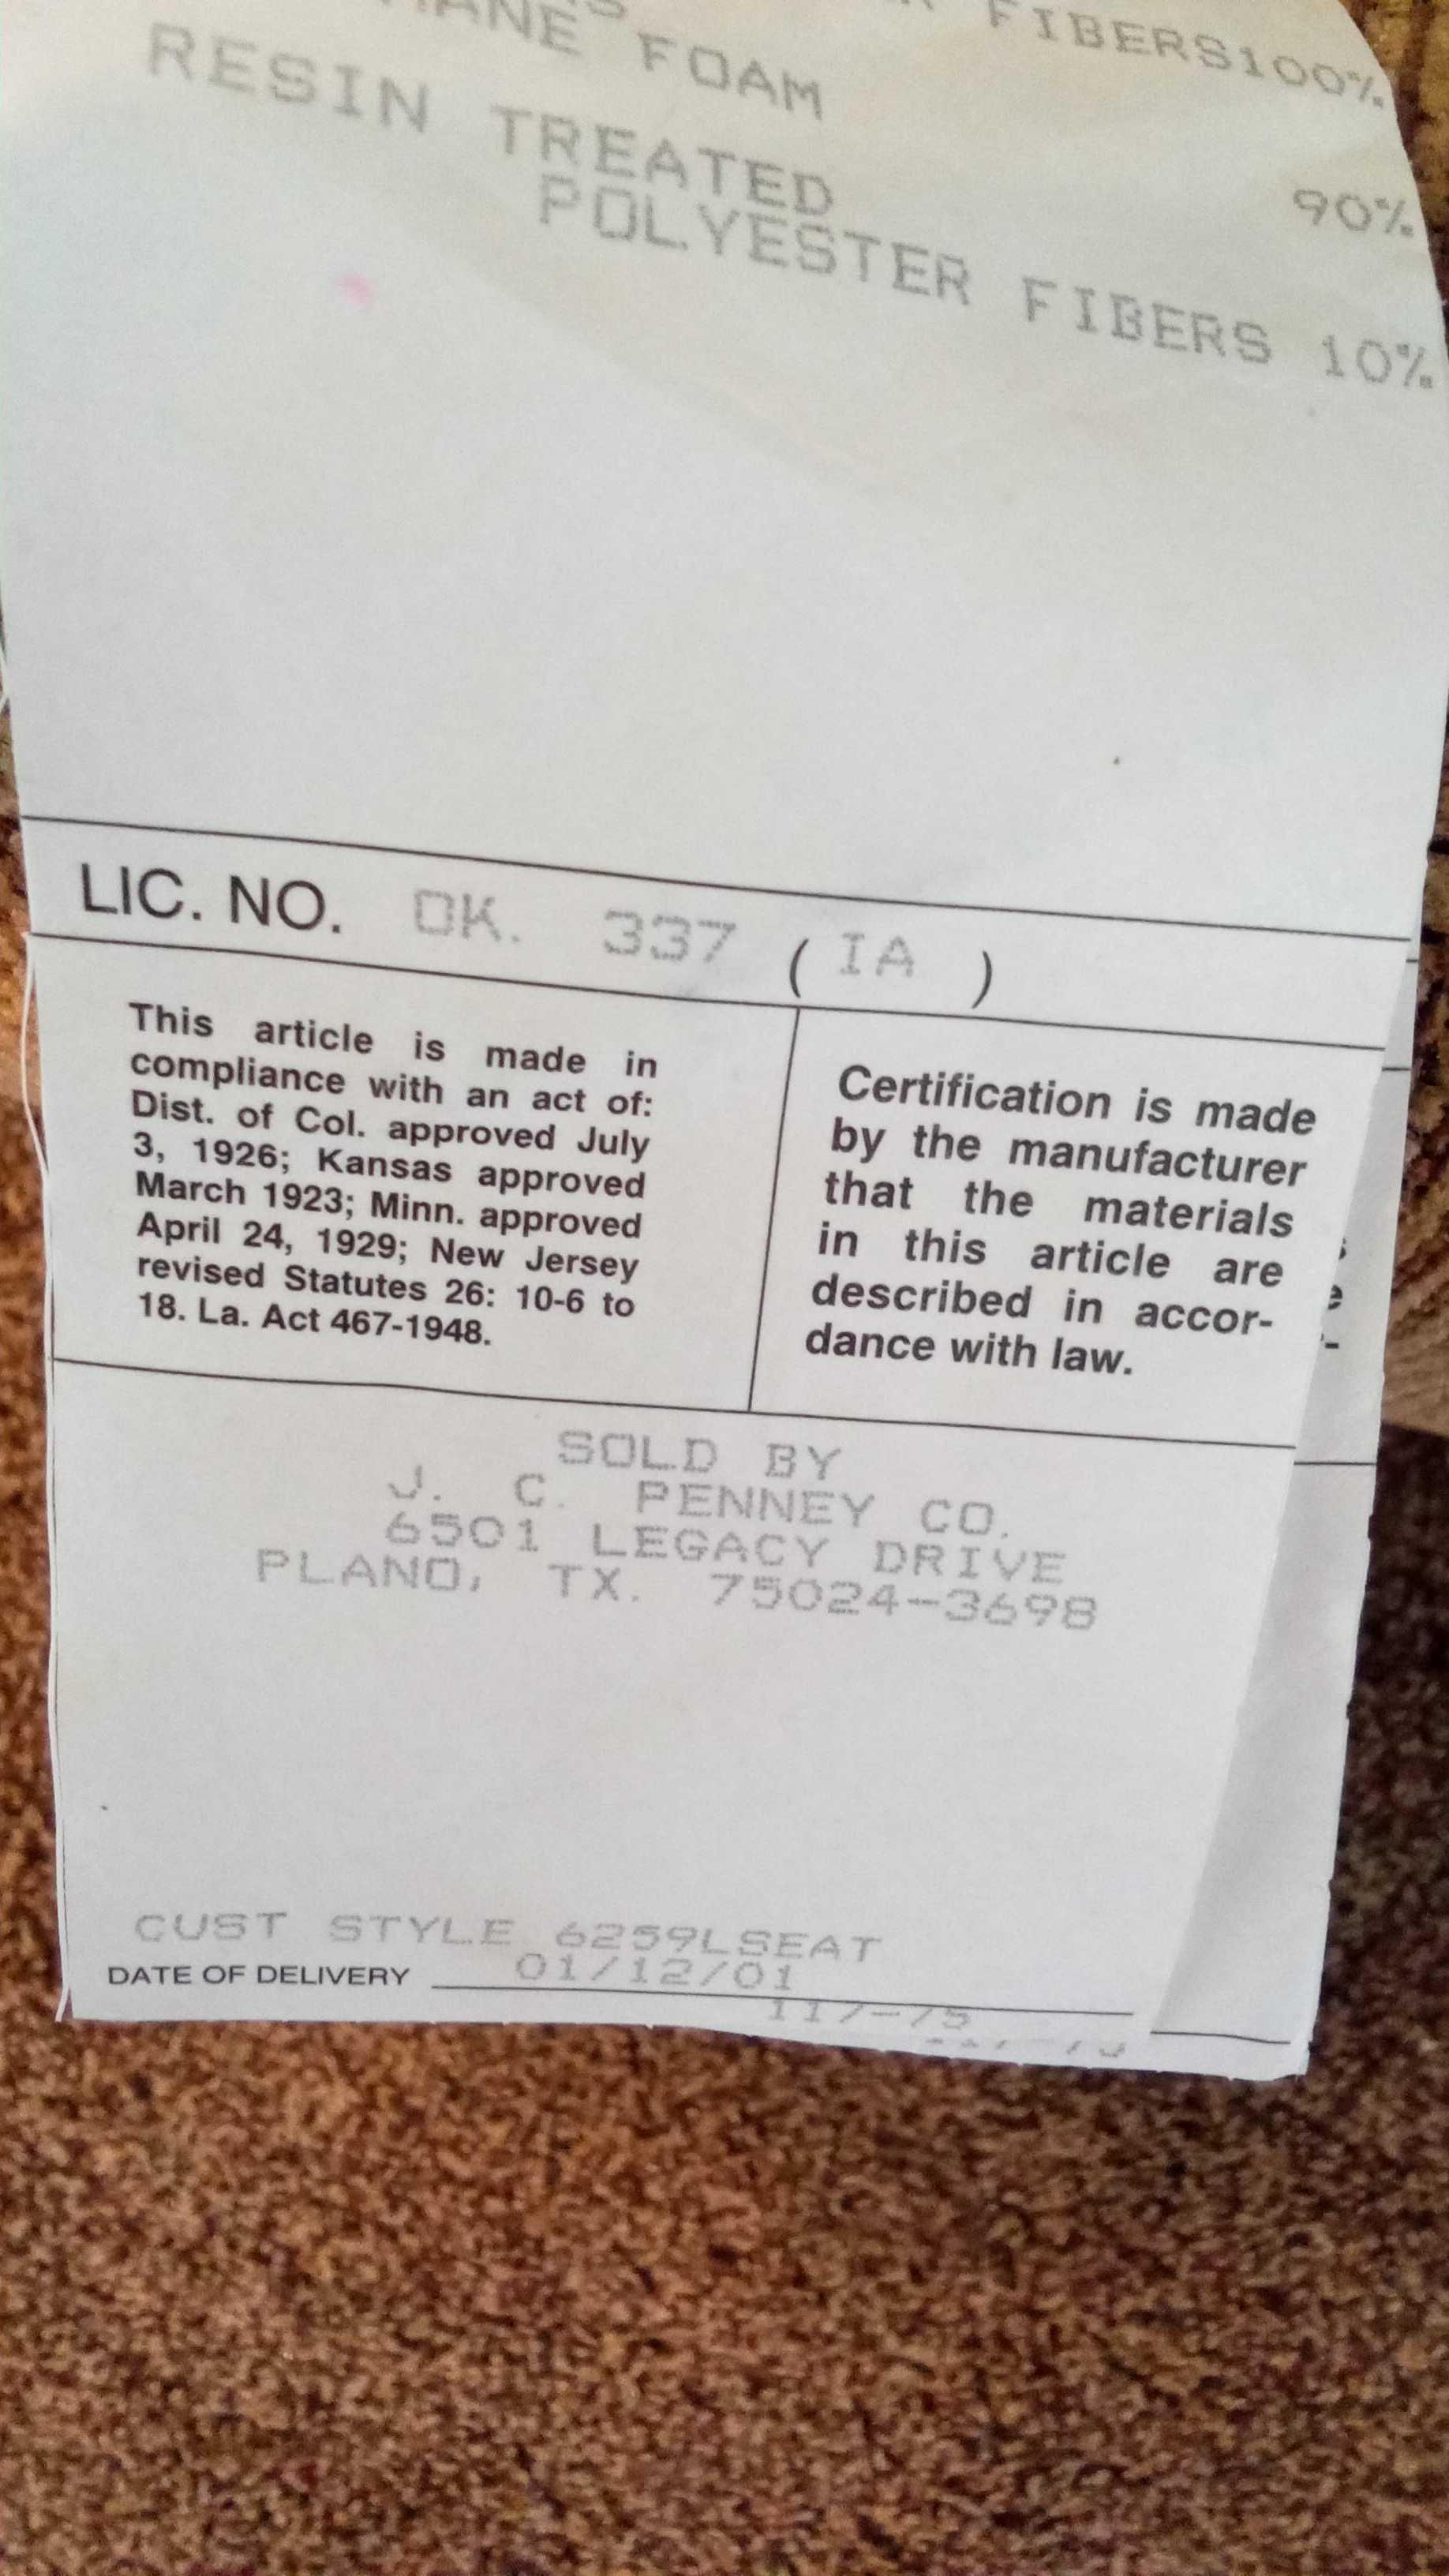 FIBERS100%
FOAM 90%
RESIN TREATED
POLYESTER FIBERS 10%
LIC. NO. OK. 337 ( IA )
This article is made in
compliance with an act of:
Dist. of Col. approved July
3, 1926; Kansas approved
March 1923; Minn. approved
April 24, 1929; New Jersey
revised Statutes 26: 10-6 to
18. La. Act 467-1948.
Certification is made
by the manufacturer
that the materials
in this article are
described in accor-
dance with law.
SOLD BY
J. C. PENNEY CO.
6501 LEGACY DRIVE
PLANO, TX. 75024-3698
CUST STYLE 6259LSEAT
DATE OF DELIVERY 01/12/01
117-75